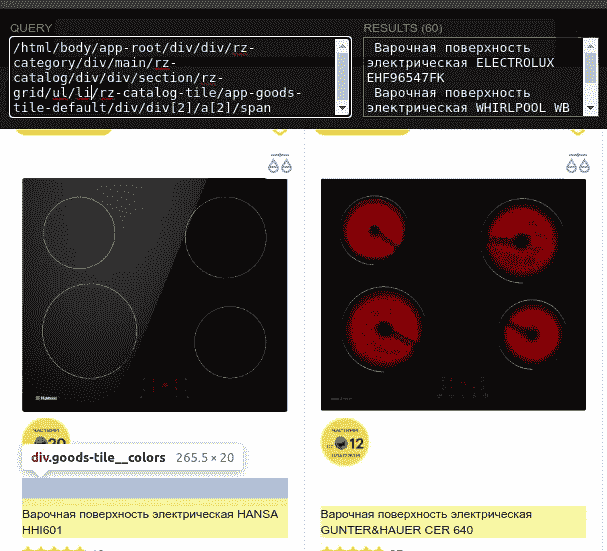 QUERY
/html/body/app-root/div/div/rz-
category/div/main/rz-
catalog/div/div/section/rz-
grid/ul/li/rz-catalog-tile/app-goods-
tile-default/div/div[2]/a[2]/span
RESULTS (60)
Варочная поверхность
электрическая ELECTROLUX
EHF96547FK
Варочная поверхность
электрическая WHIRLPOOL WB
20
12
div.goods-tile__colors 265.5 × 20
Варочная поверхность электрическая HANSA
HHI601
Варочная поверхность электрическая
GUNTER&HAUER CER 640